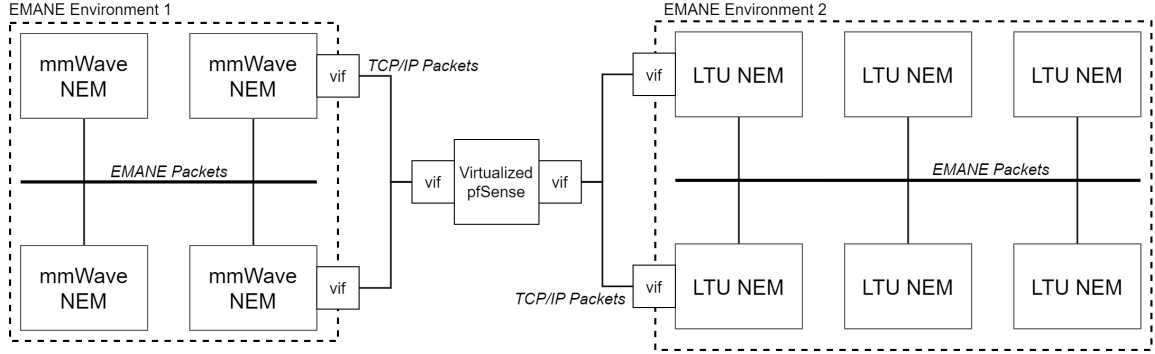 EMANE Environment 1
EMANE Environment 2
mmWave
NEM
mmWave
NEM
vif
TCP/IP Packets
vif
LTU NEM
LTU NEM
LTU NEM
EMANE Packets
vif
Virtualized
pfSense
vif
EMANE Packets
mmWave
NEM
mmWave
NEM
vif
TCP/IP Packets
vif
LTU NEM
LTU NEM
LTU NEM